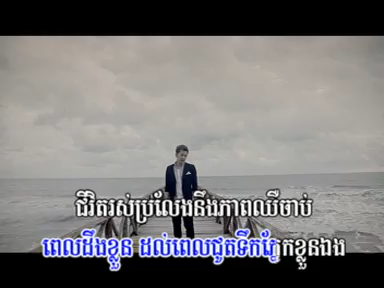 ជីវិតរស់ប្រលែងនឹងភាពឈឺចាប់
ពេលដឹងខ្លួន ដល់ពេលជូតទឹកភ្នែកខ្លួនឯង